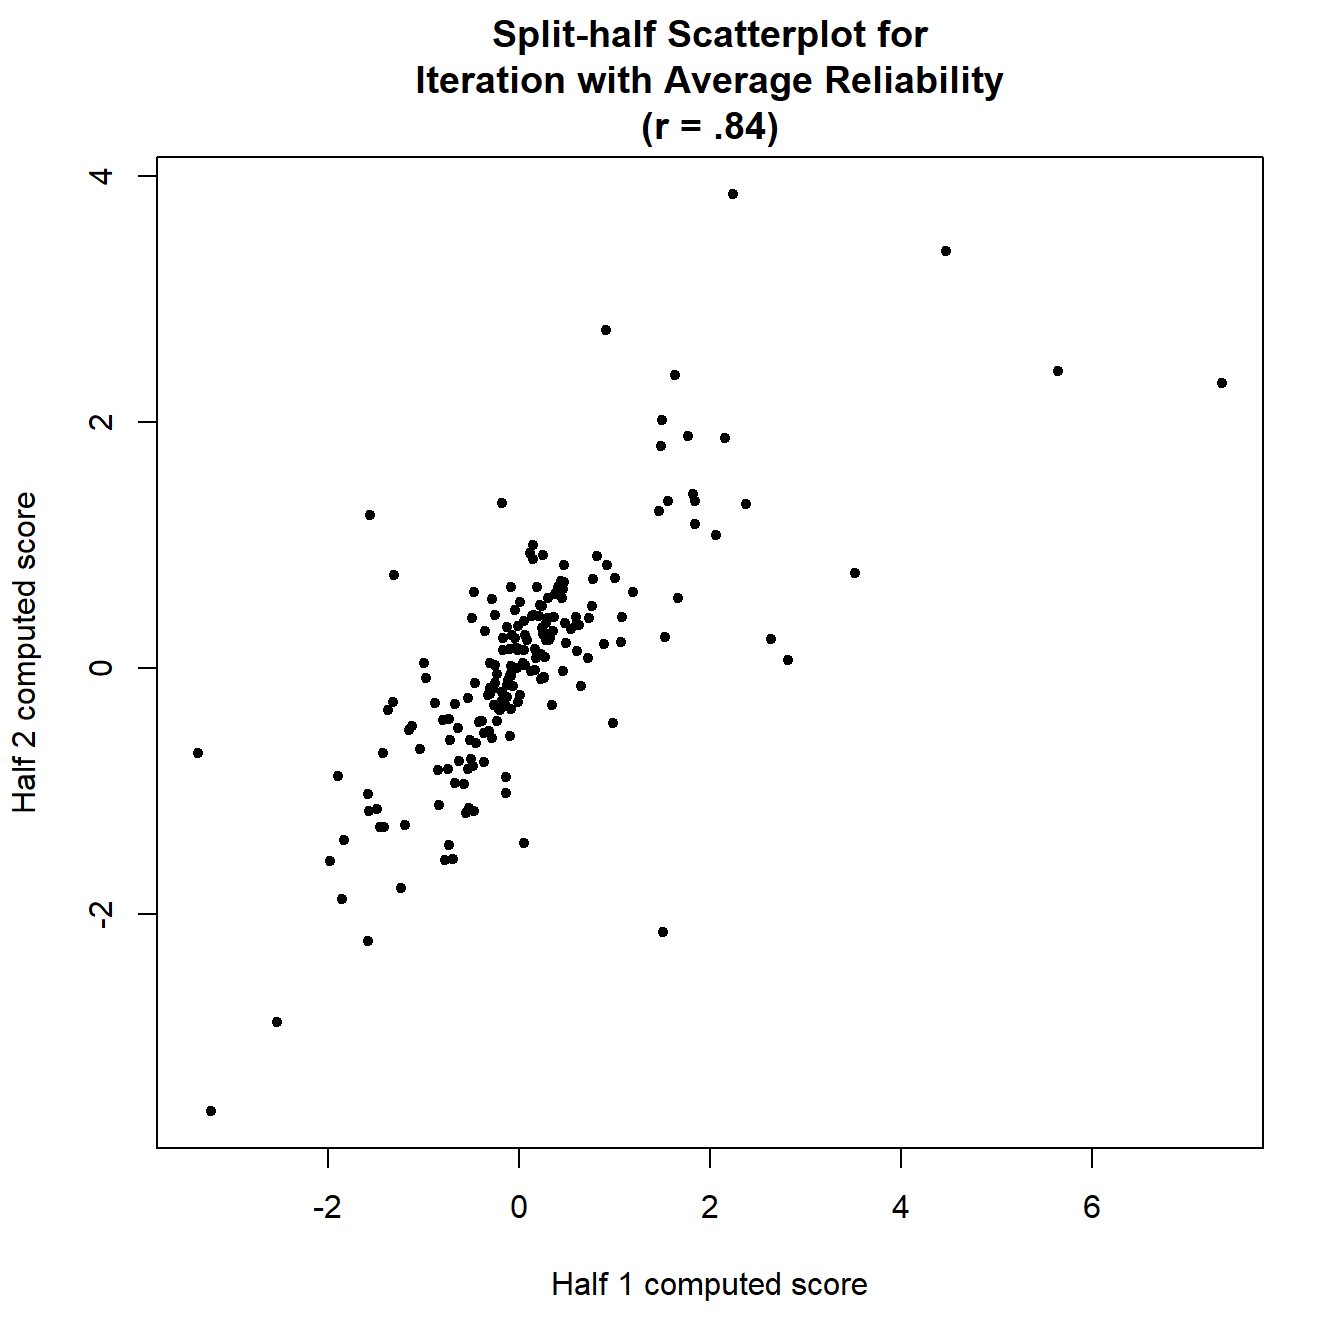 Split-half Scatterplot for
Iteration with Average Reliability
(r = .84)
4
2
0
-2
Half 2 computed score
-2 0 2 4 6
Half 1 computed score